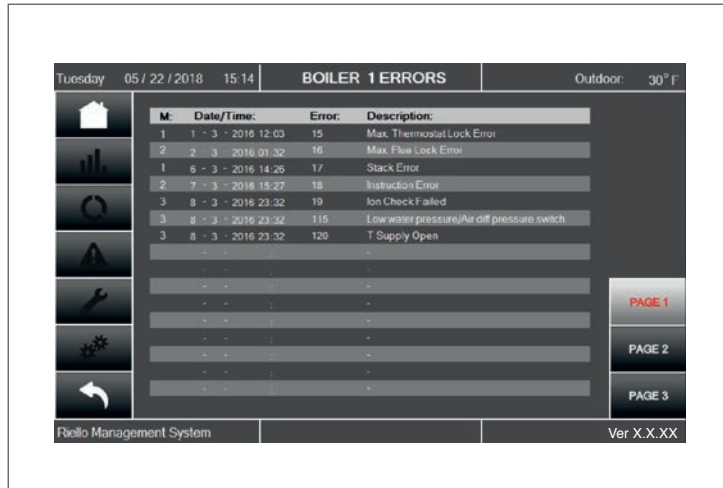 Tuesday 05 / 22 / 2018 15:14 BOILER 1 ERRORS Outdoor: 30° F
M: Date/Time: Error: Description:
1 1 - 3 - 2016 12:03 15 Max. Thermostat Lock Error
2 2 - 3 - 2016 01:32 16 Max. Flue Lock Error
1 6 - 3 - 2016 14:26 17 Stack Error
2 7 - 3 - 2016 15:27 18 Instruction Error
3 8 - 3 - 2016 23:32 19 Ion Check Failed
3 8 - 3 - 2016 23:32 115 Low water pressure/Air diff pressure switch
3 8 - 3 - 2016 23:32 120 T Supply Open
- - : -
- - : -
- - : -
- - : -
- - : -
- - : -
- - : -
- - : -
- - : -
PAGE 1
PAGE 2
PAGE 3
Riello Management System Ver X.X.XX